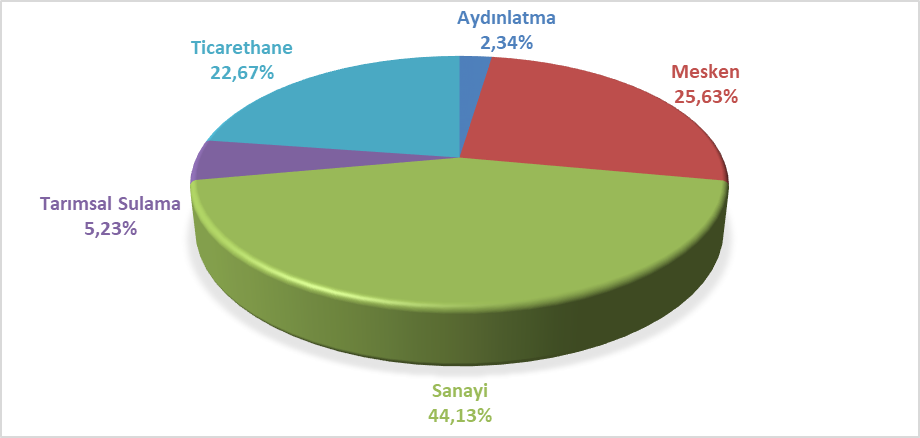 Aydınlatma
2,34%
Ticarethane
22,67%
Mesken
25,63%
Tarımsal Sulama
5,23%
Sanayi
44,13%